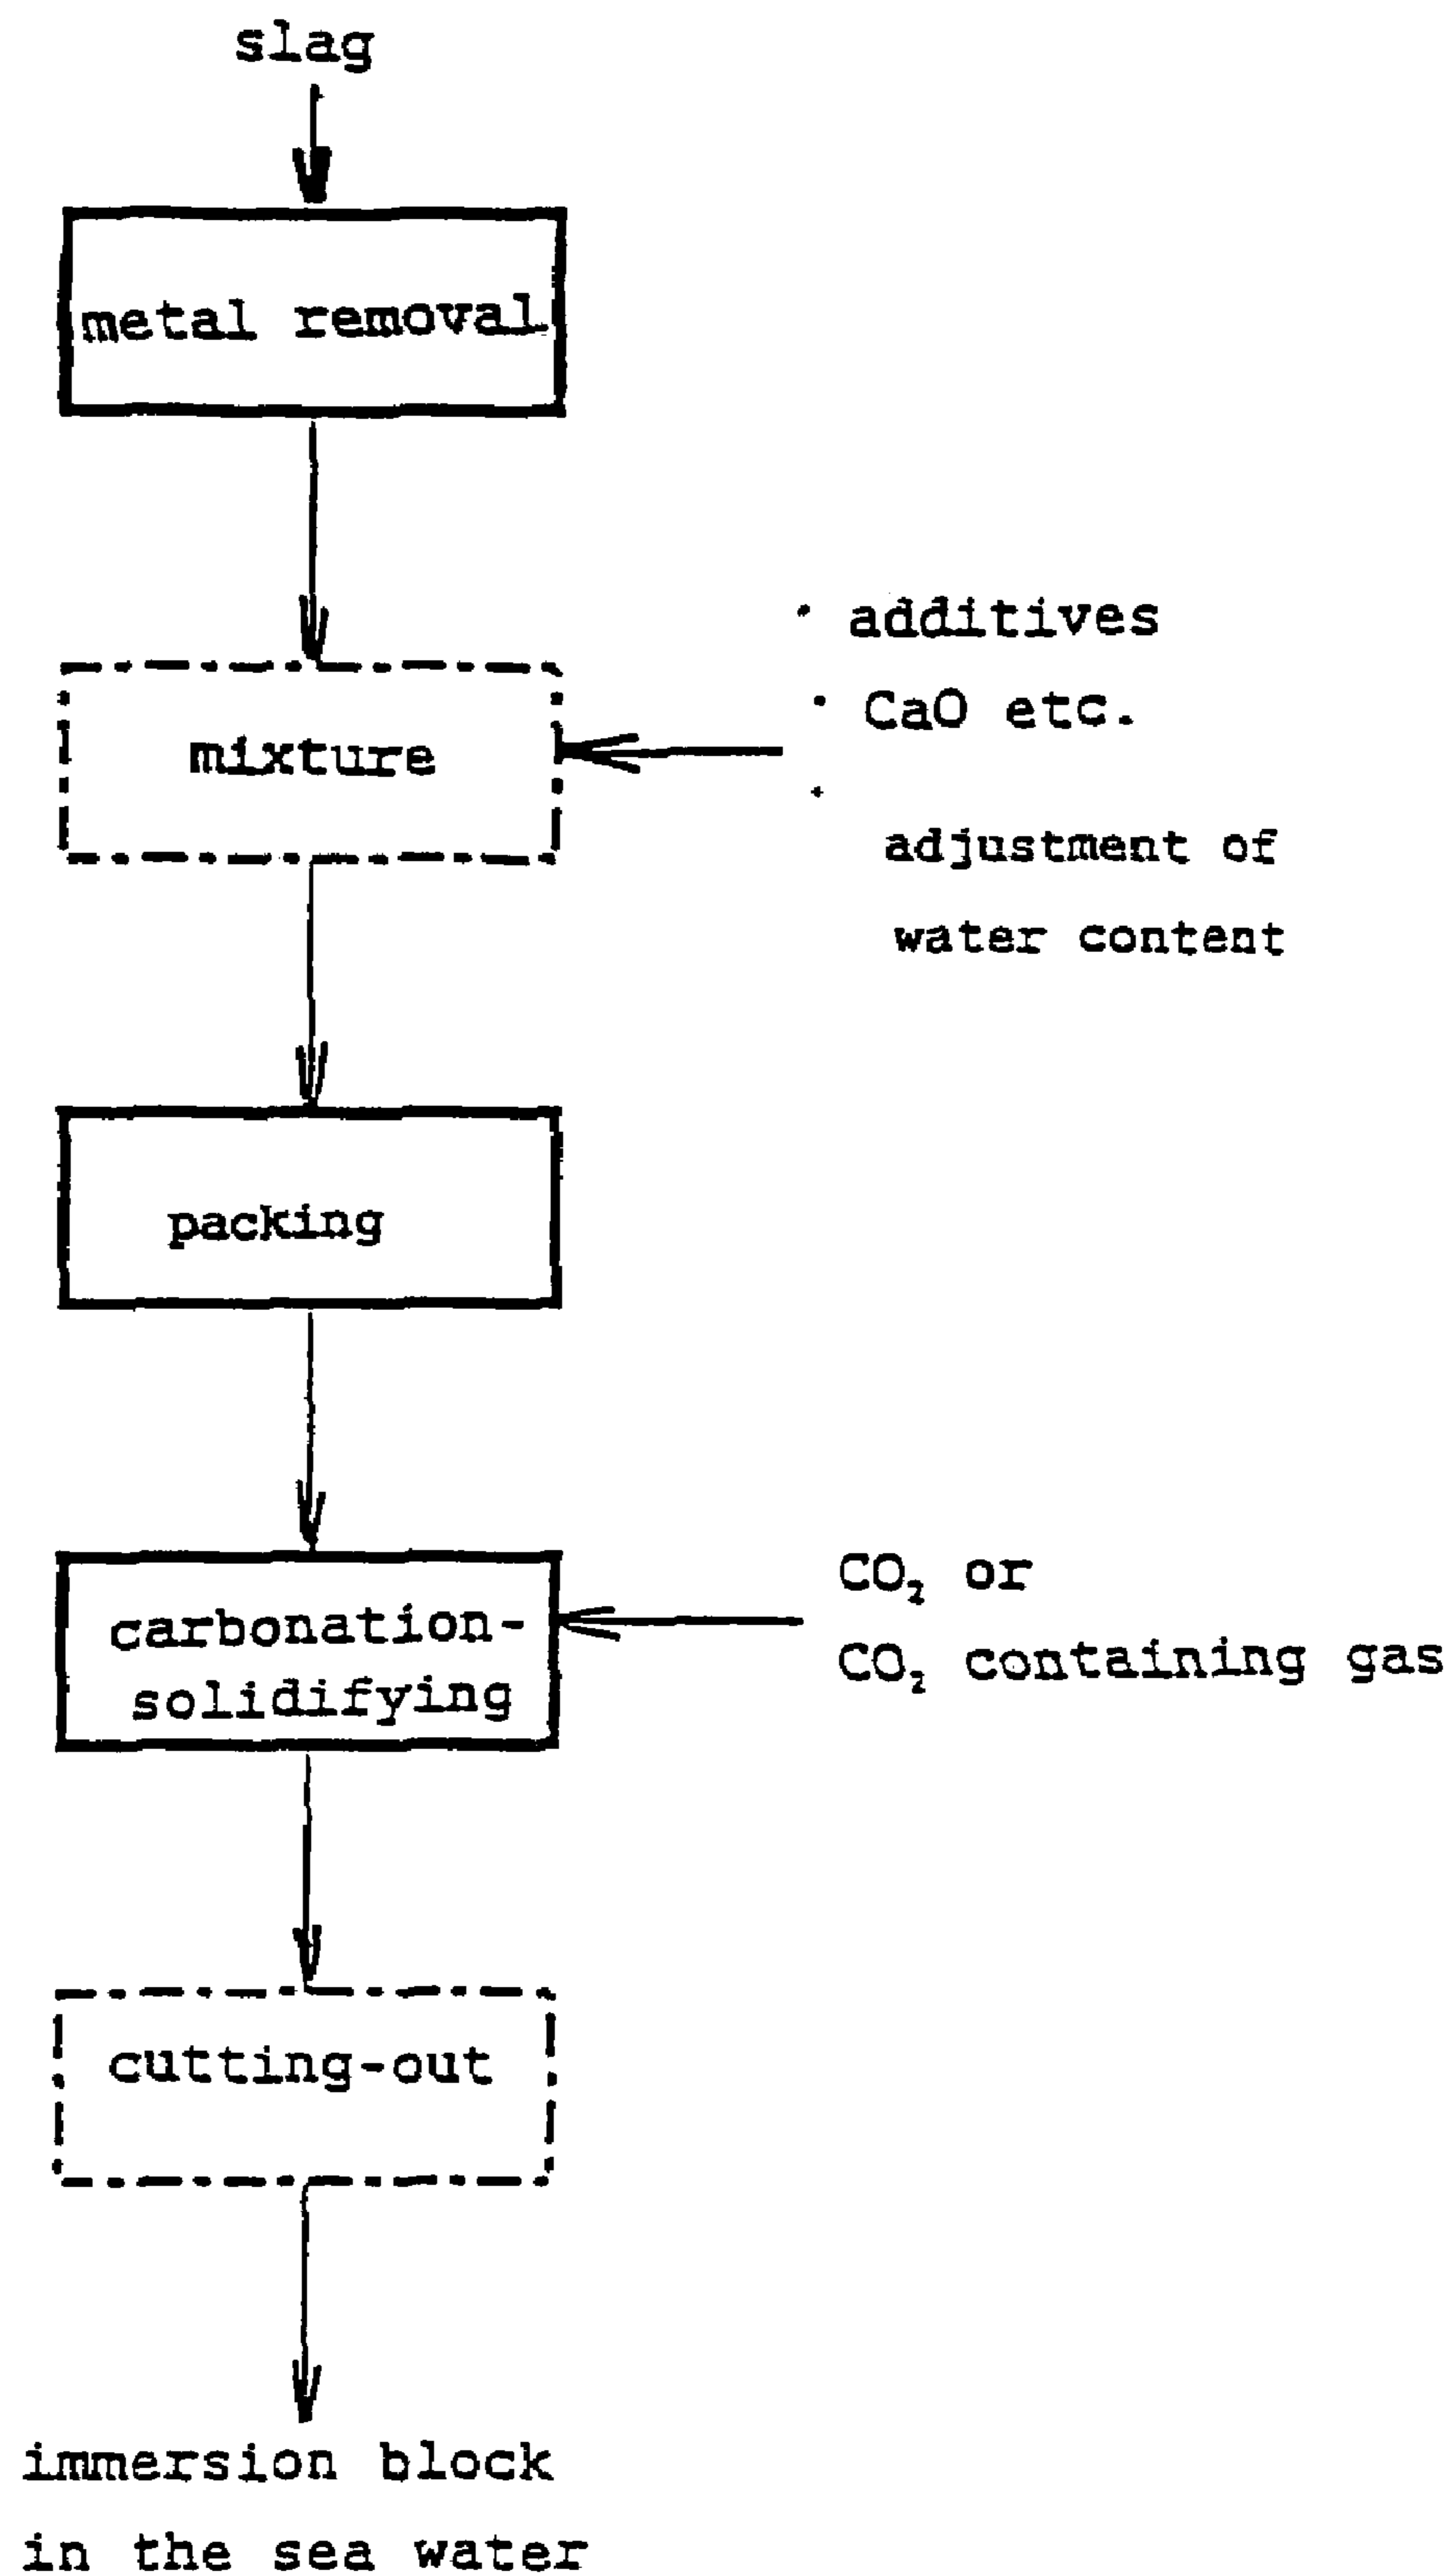 slag
metal removal
mixture
· additives
· CaO etc.
·
adjustment of
water content
packing
carbonation-
solidifying
CO₂ or
CO₂ containing gas
cutting-out
immersion block
in the sea water